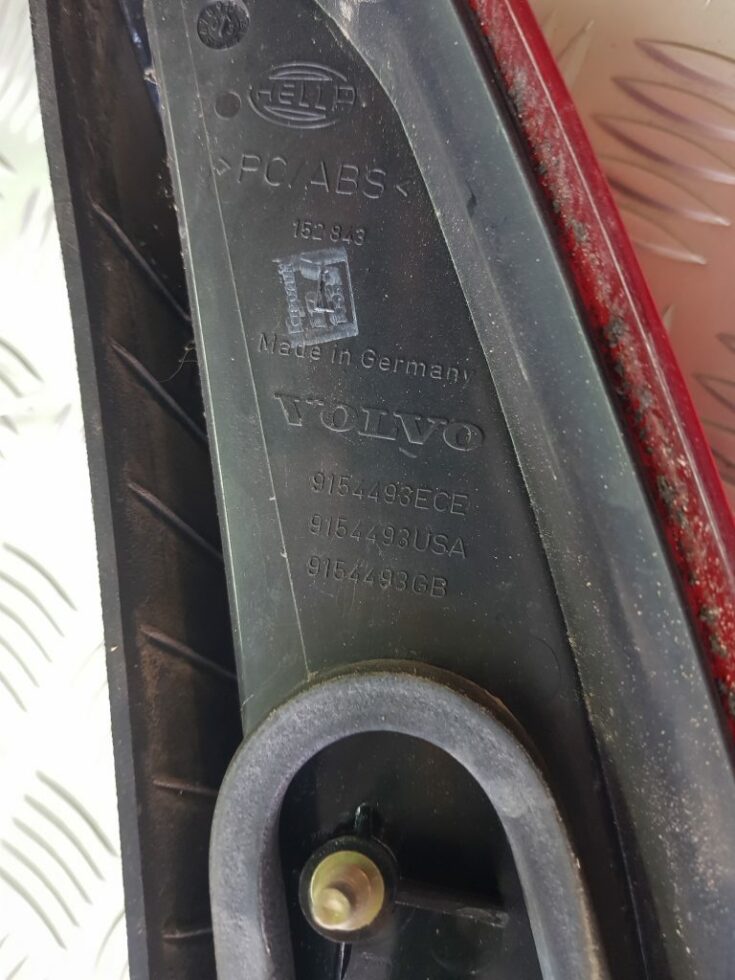 HELLA
>PC/ABS<
152 843
Made in Germany
VOLVO
9154493ECE
9154493USA
9154493GB